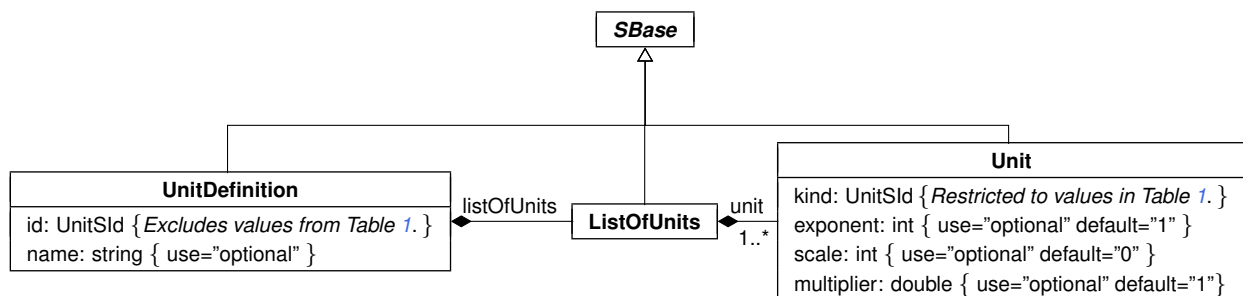 SBase
UnitDefinition
id: UnitSId {Excludes values from Table 1. }
name: string { use=”optional” }
listOfUnits
ListOfUnits
unit
1..*
Unit
kind: UnitSId {Restricted to values in Table 1. }
exponent: int { use=”optional” default=”1” }
scale: int { use=”optional” default=”0” }
multiplier: double { use=”optional” default=”1”}